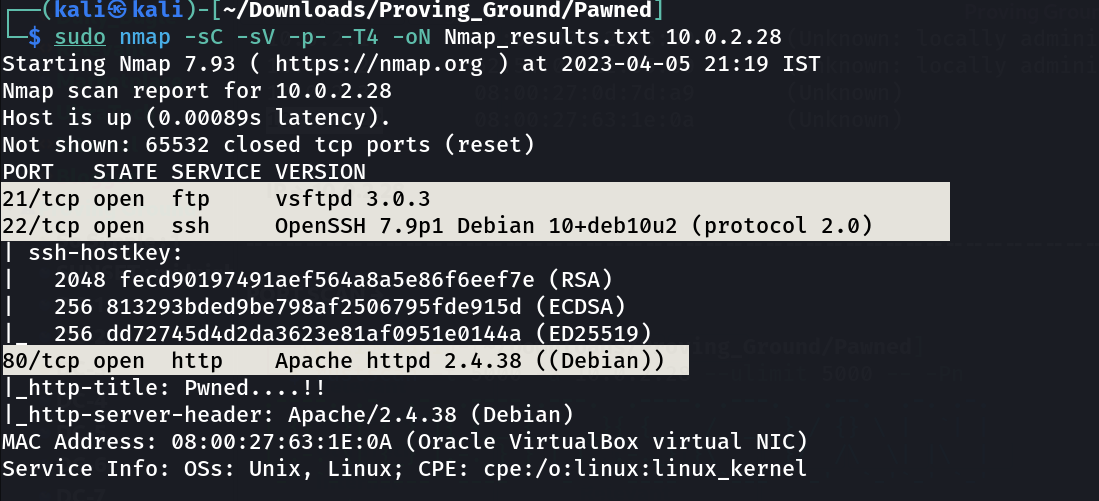 ┌──(kali㉿kali)-[~/Downloads/Proving_Ground/Pawned]
└─$ sudo nmap -sC -sV -p- -T4 -oN Nmap_results.txt 10.0.2.28
Starting Nmap 7.93 ( https://nmap.org ) at 2023-04-05 21:19 IST
Nmap scan report for 10.0.2.28
Host is up (0.00089s latency).
Not shown: 65532 closed tcp ports (reset)
PORT   STATE SERVICE VERSION
21/tcp open  ftp     vsftpd 3.0.3
22/tcp open  ssh     OpenSSH 7.9p1 Debian 10+deb10u2 (protocol 2.0)
| ssh-hostkey:
|   2048 fecd90197491aef564a8a5e86f6eef7e (RSA)
|   256 813293bded9be798af2506795fde915d (ECDSA)
|_  256 dd72745d4d2da3623e81af0951e0144a (ED25519)
80/tcp open  http    Apache httpd 2.4.38 ((Debian))
|_http-title: Pwned....!!
|_http-server-header: Apache/2.4.38 (Debian)
MAC Address: 08:00:27:63:1E:0A (Oracle VirtualBox virtual NIC)
Service Info: OSs: Unix, Linux; CPE: cpe:/o:linux:linux_kernel